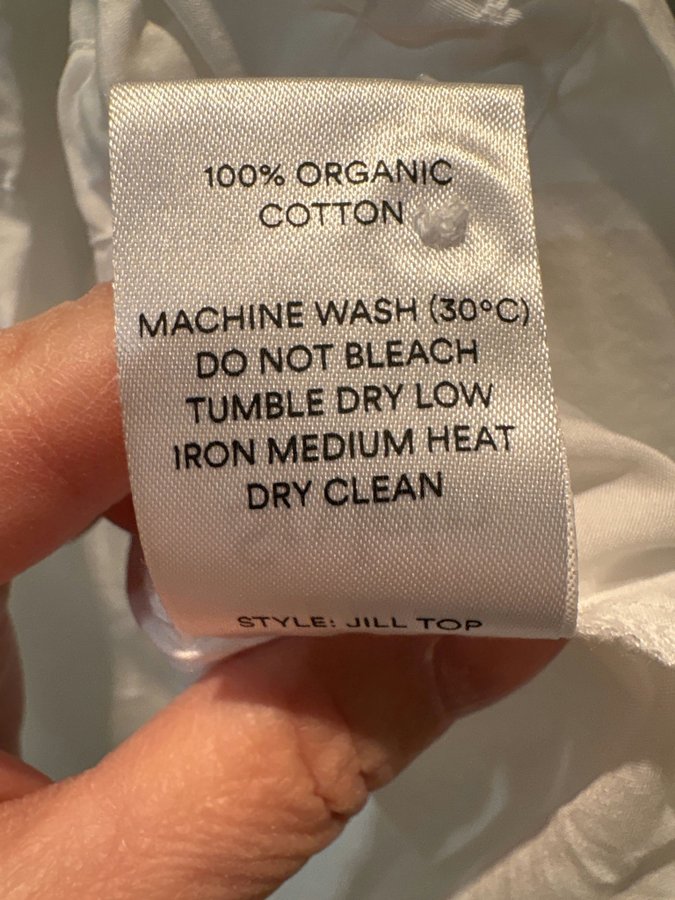 100% ORGANIC
COTTON
MACHINE WASH (30°C)
DO NOT BLEACH
TUMBLE DRY LOW
IRON MEDIUM HEAT
DRY CLEAN
STYLE: JILL TOP